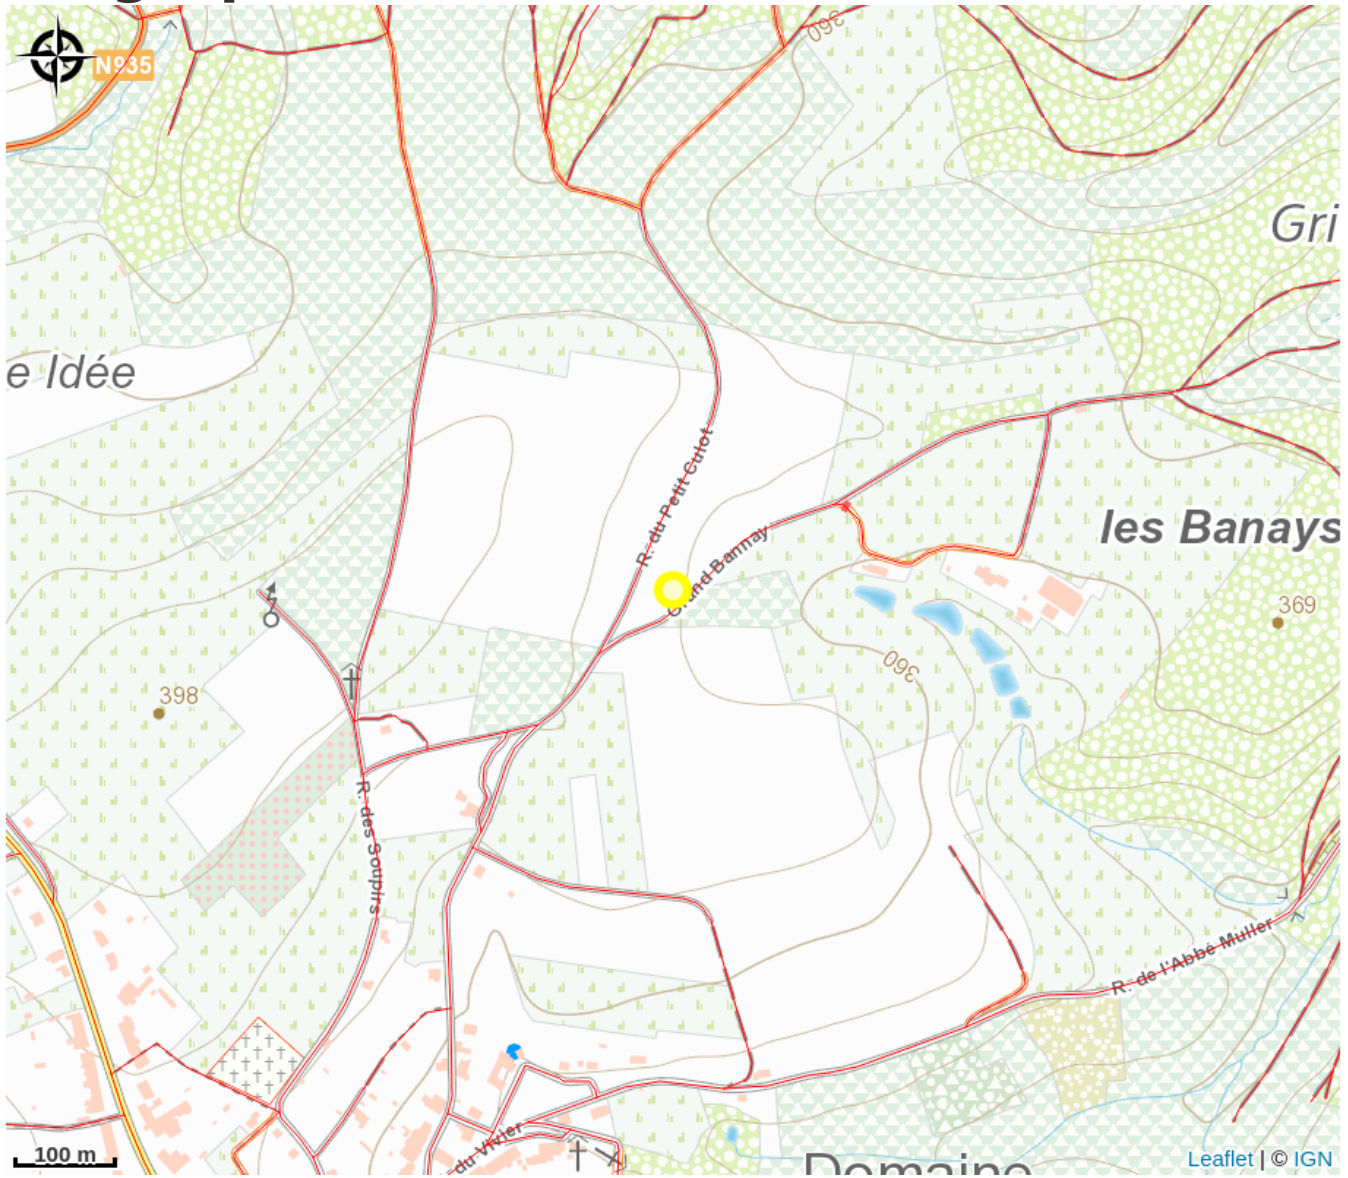 N935
360
Gri
e Idée
R. du Petit Culot
les Banays
Grand Bannay
369
360
398
R. des Soupirs
R. de l'Abbé Muller
du Vivier
Domaine
100 m
Leaflet | © IGN